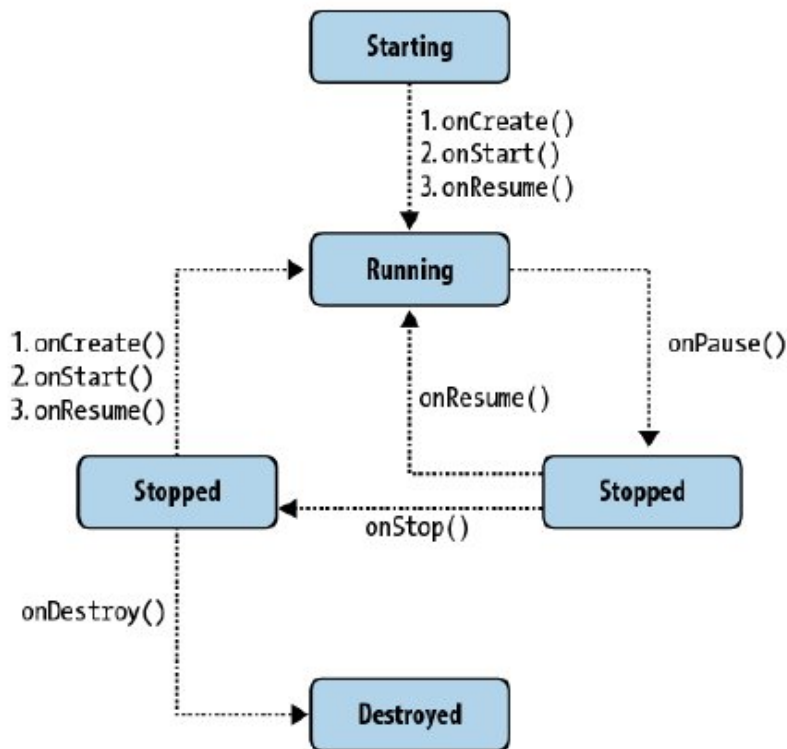 Starting
1. onCreate()
2. onStart()
3. onResume()
Running
1. onCreate()
2. onStart()
3. onResume()
onPause()
onResume()
Stopped
Stopped
onStop()
onDestroy()
Destroyed